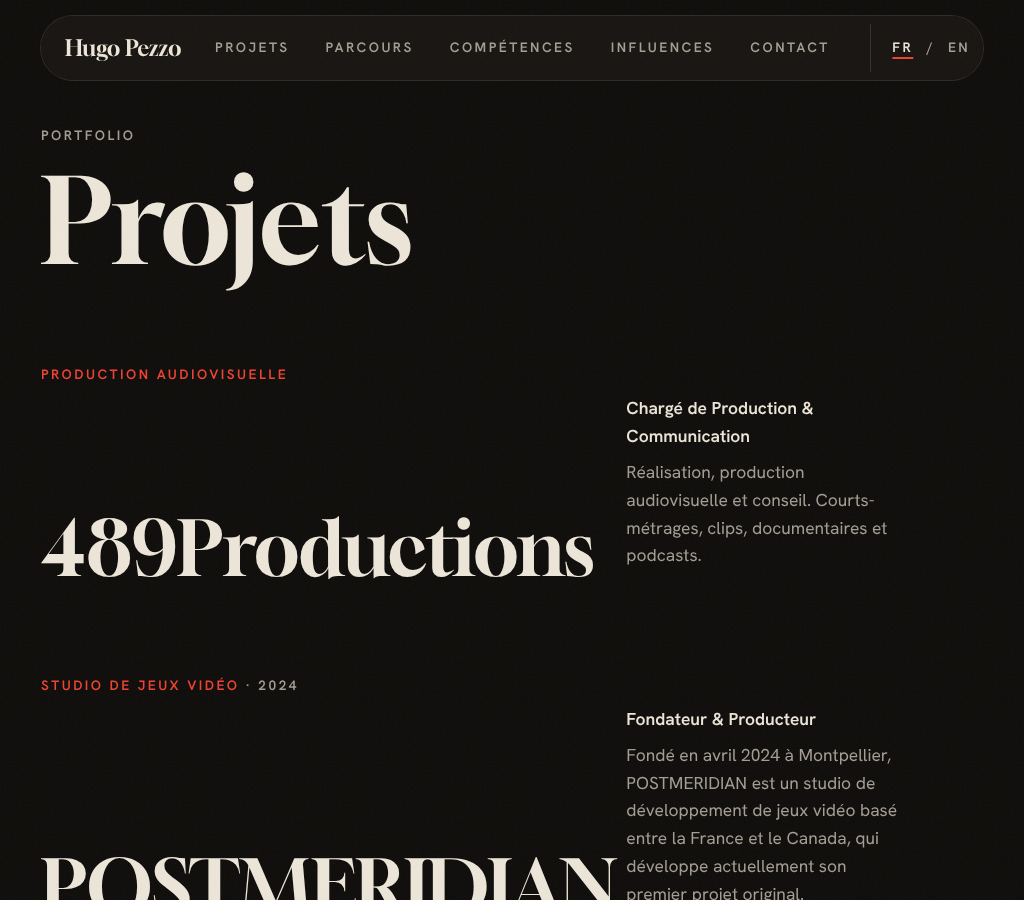 Hugo Pezzo
PROJETS
PARCOURS
COMPÉTENCES
INFLUENCES
CONTACT
FR / EN
PORTFOLIO
Projets
PRODUCTION AUDIOVISUELLE
489Productions
Chargé de Production &
Communication
Réalisation, production
audiovisuelle et conseil. Courts-
métrages, clips, documentaires et
podcasts.
STUDIO DE JEUX VIDÉO · 2024
POSTMERIDIAN
Fondateur & Producteur
Fondé en avril 2024 à Montpellier,
POSTMERIDIAN est un studio de
développement de jeux vidéo basé
entre la France et le Canada, qui
développe actuellement son
premier projet original.